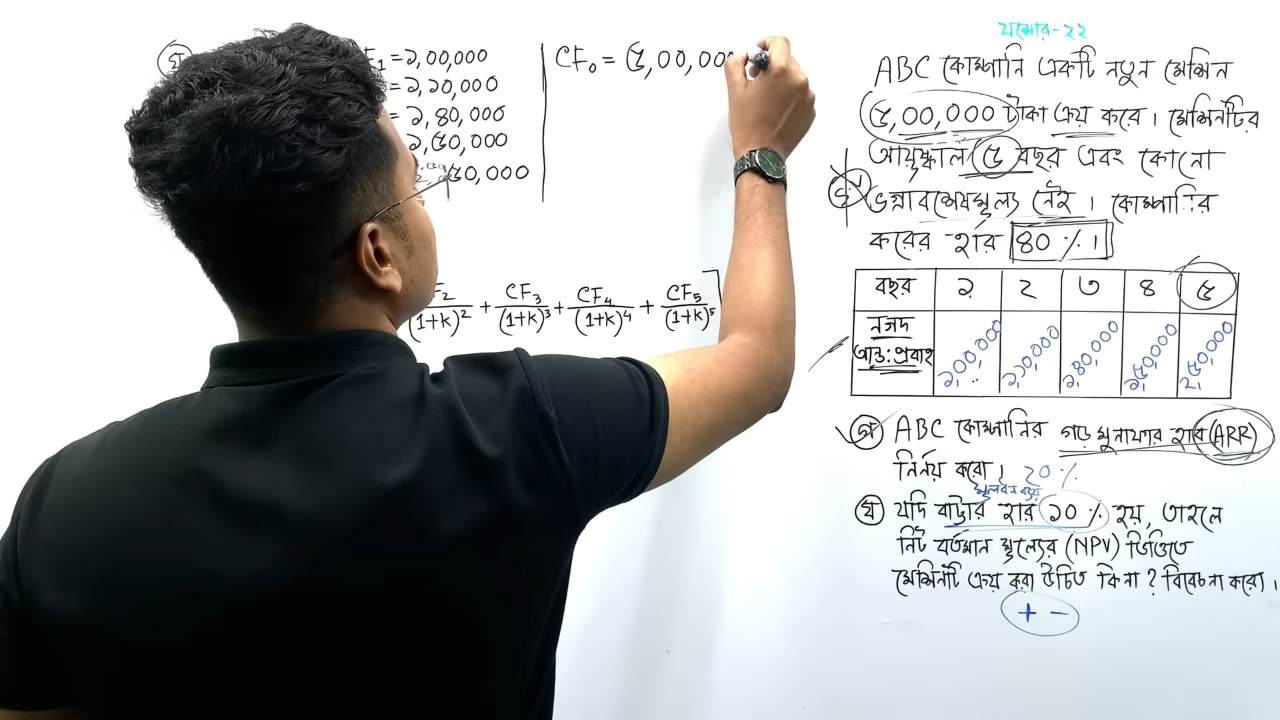 ঘ
CF₁ = ২,০০,০০০
= ২,২০,০০০
= ২,৪০,০০০
২,৫০,০০০
৫০,০০০
CF₀ = (৫,০০,০০০
CF₂/(1+k)² + CF₃/(1+k)³ + CF₄/(1+k)⁴ + CF₅/(1+k)⁵ ]
যশোর-২২
ABC কোম্পানি একটি নতুন মেশিন
৫,০০,০০০ টাকা ক্রয় করে। মেশিনটির
আয়ুষ্কাল ৫ বছর এবং কোনো
ভগ্নাবশেষমূল্য নেই। কোম্পানির
করের হার ৪০%।
বছর ১ ২ ৩ ৪ ৫
নগদ আন্ত:প্রবাহ ২,০০,০০০ ২,২০,০০০ ২,৪০,০০০ ২,৫০,০০০ ২,৫০,০০০
গ ABC কোম্পানির গড় মুনাফার হার (ARR)
নির্ণয় করো। ২০%
মূলধন ব্যয়
ঘ যদি বাট্টার হার ১০% হয়, তাহলে
নিট বর্তমান মূল্যের (NPV) ভিত্তিতে
মেশিনটি ক্রয় করা উচিত কি না? বিবেচনা করো।
+ −